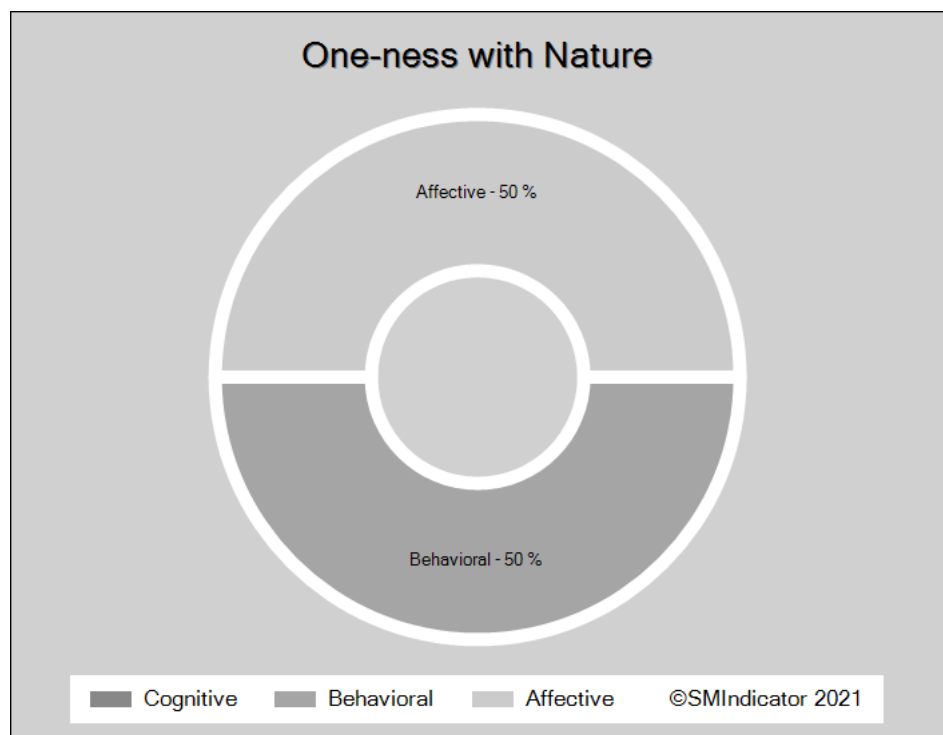 One-ness with Nature
Affective - 50 %
Behavioral - 50 %
Cognitive Behavioral Affective ©SMIndicator 2021